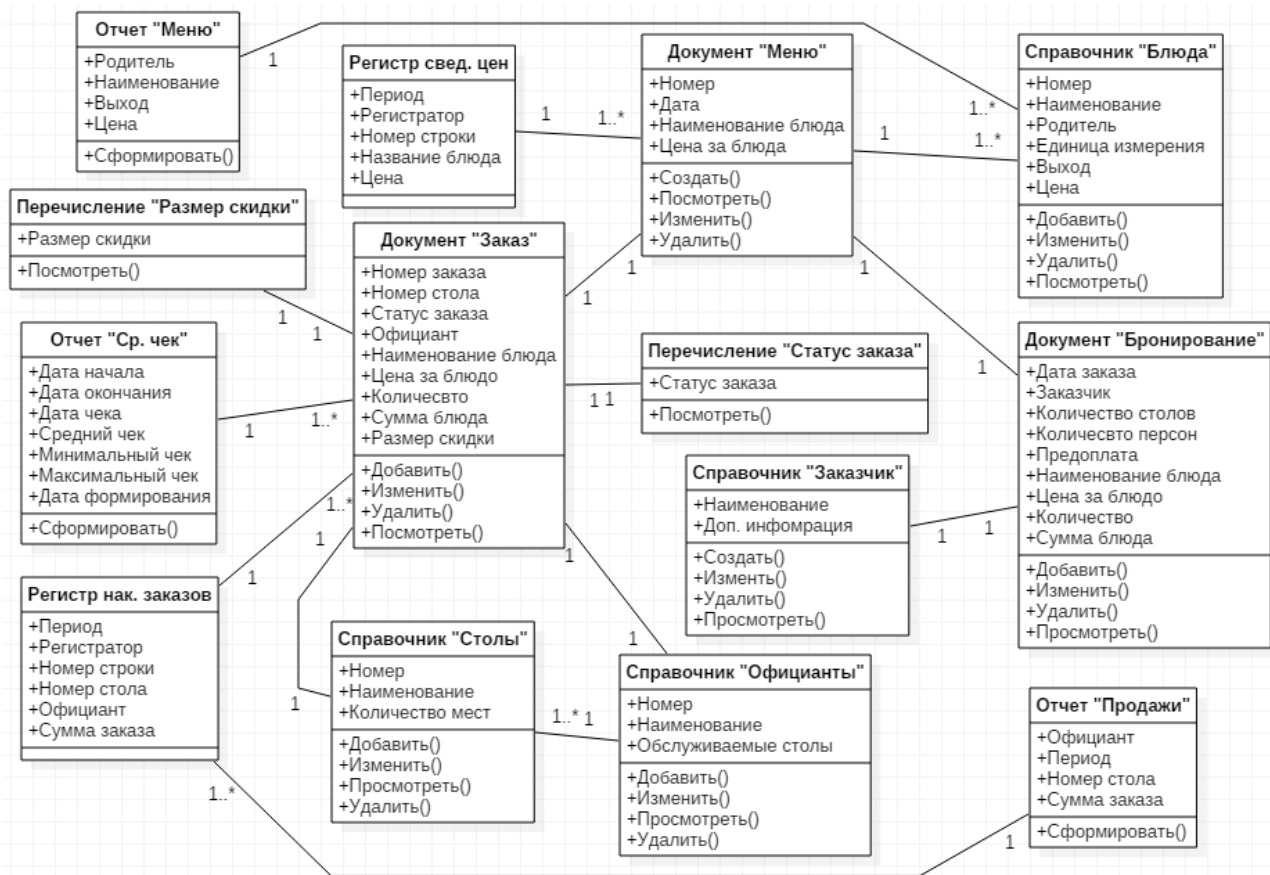 Отчет "Меню"
+Родитель
+Наименование
+Выход
+Цена
+Сформировать()
1
1..*
Регистр свед. цен
+Период
+Регистратор
+Номер строки
+Название блюда
+Цена
1
1..*
Документ "Меню"
+Номер
+Дата
+Наименование блюда
+Цена за блюда
+Создать()
+Посмотреть()
+Изменить()
+Удалить()
1
1..*
Справочник "Блюда"
+Номер
+Наименование
+Родитель
+Единица измерения
+Выход
+Цена
+Добавить()
+Изменить()
+Удалить()
+Посмотреть()
Перечисление "Размер скидки"
+Размер скидки
+Посмотреть()
1
1
Документ "Заказ"
+Номер заказа
+Номер стола
+Статус заказа
+Официант
+Наименование блюда
+Цена за блюдо
+Количесвто
+Сумма блюда
+Размер скидки
+Добавить()
+Изменить()
+Удалить()
+Посмотреть()
1
1
1
1
Отчет "Ср. чек"
+Дата начала
+Дата окончания
+Дата чека
+Средний чек
+Минимальный чек
+Максимальный чек
+Дата формирования
+Сформировать()
1
1..*
Перечисление "Статус заказа"
+Статус заказа
+Посмотреть()
1
1
Документ "Бронирование"
+Дата заказа
+Заказчик
+Количество столов
+Количесвто персон
+Предоплата
+Наименование блюда
+Цена за блюдо
+Количество
+Сумма блюда
+Добавить()
+Изменить()
+Удалить()
+Просмотреть()
Справочник "Заказчик"
+Наименование
+Доп. инфомрация
+Создать()
+Изменть()
+Удалить()
+Просмотреть()
1
1
Регистр нак. заказов
+Период
+Регистратор
+Номер строки
+Номер стола
+Официант
+Сумма заказа
1
1..*
1
1
1
1
Справочник "Столы"
+Номер
+Наименование
+Количество мест
+Добавить()
+Изменить()
+Просмотреть()
+Удалить()
1..*
1
Справочник "Официанты"
+Номер
+Наименование
+Обслуживаемые столы
+Добавить()
+Изменить()
+Просмотреть()
+Удалить()
Отчет "Продажи"
+Официант
+Период
+Номер стола
+Сумма заказа
+Сформировать()
1..*
1